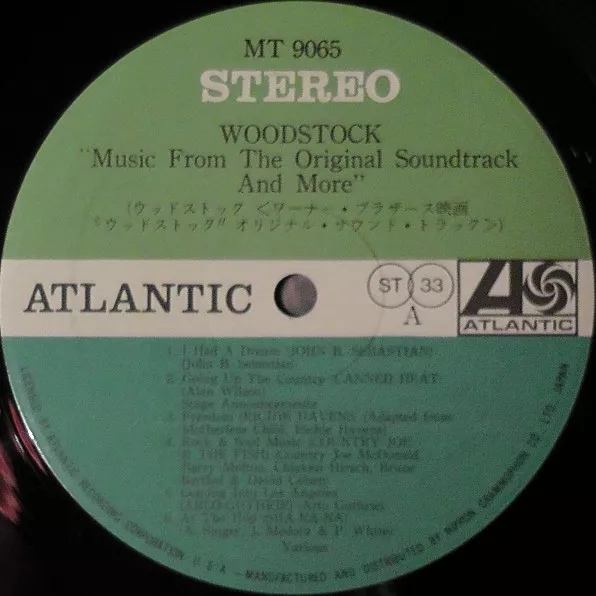 MT 9065
STEREO
WOODSTOCK
"Music From The Original Soundtrack
And More"
(ウッドストック <ワーナー・ブラザース映画
"ウッドストック" オリジナル・サウンド・トラック>)
ATLANTIC
ST 33
A
ATLANTIC
1. I Had A Dream (JOHN B. SEBASTIAN)
(John B. Sebastian)
2. Going Up The Country (CANNED HEAT)
(Alan Wilson)
Stage Announcements
3. Freedom (RICHIE HAVENS) (Adapted from
Motherless Child, Richie Havens)
4. Rock & Soul Music (COUNTRY JOE
& THE FISH) (Country Joe McDonald,
Barry Melton, Chicken Hirsch, Bruce
Barthol & David Cohen)
5. Coming Into Los Angeles
(ARLO GUTHRIE) Arlo Guthrie)
6. At The Hop (SHA-NA-NA)
A. Singer, J. Medora & D. White)
Various
LICENSED BY ATLANTIC RECORDING CORPORATION U・S・A - MANUFACTURED AND DISTRIBUTED BY NIPPON GRAMMOPHON CO. LTD. JAPAN